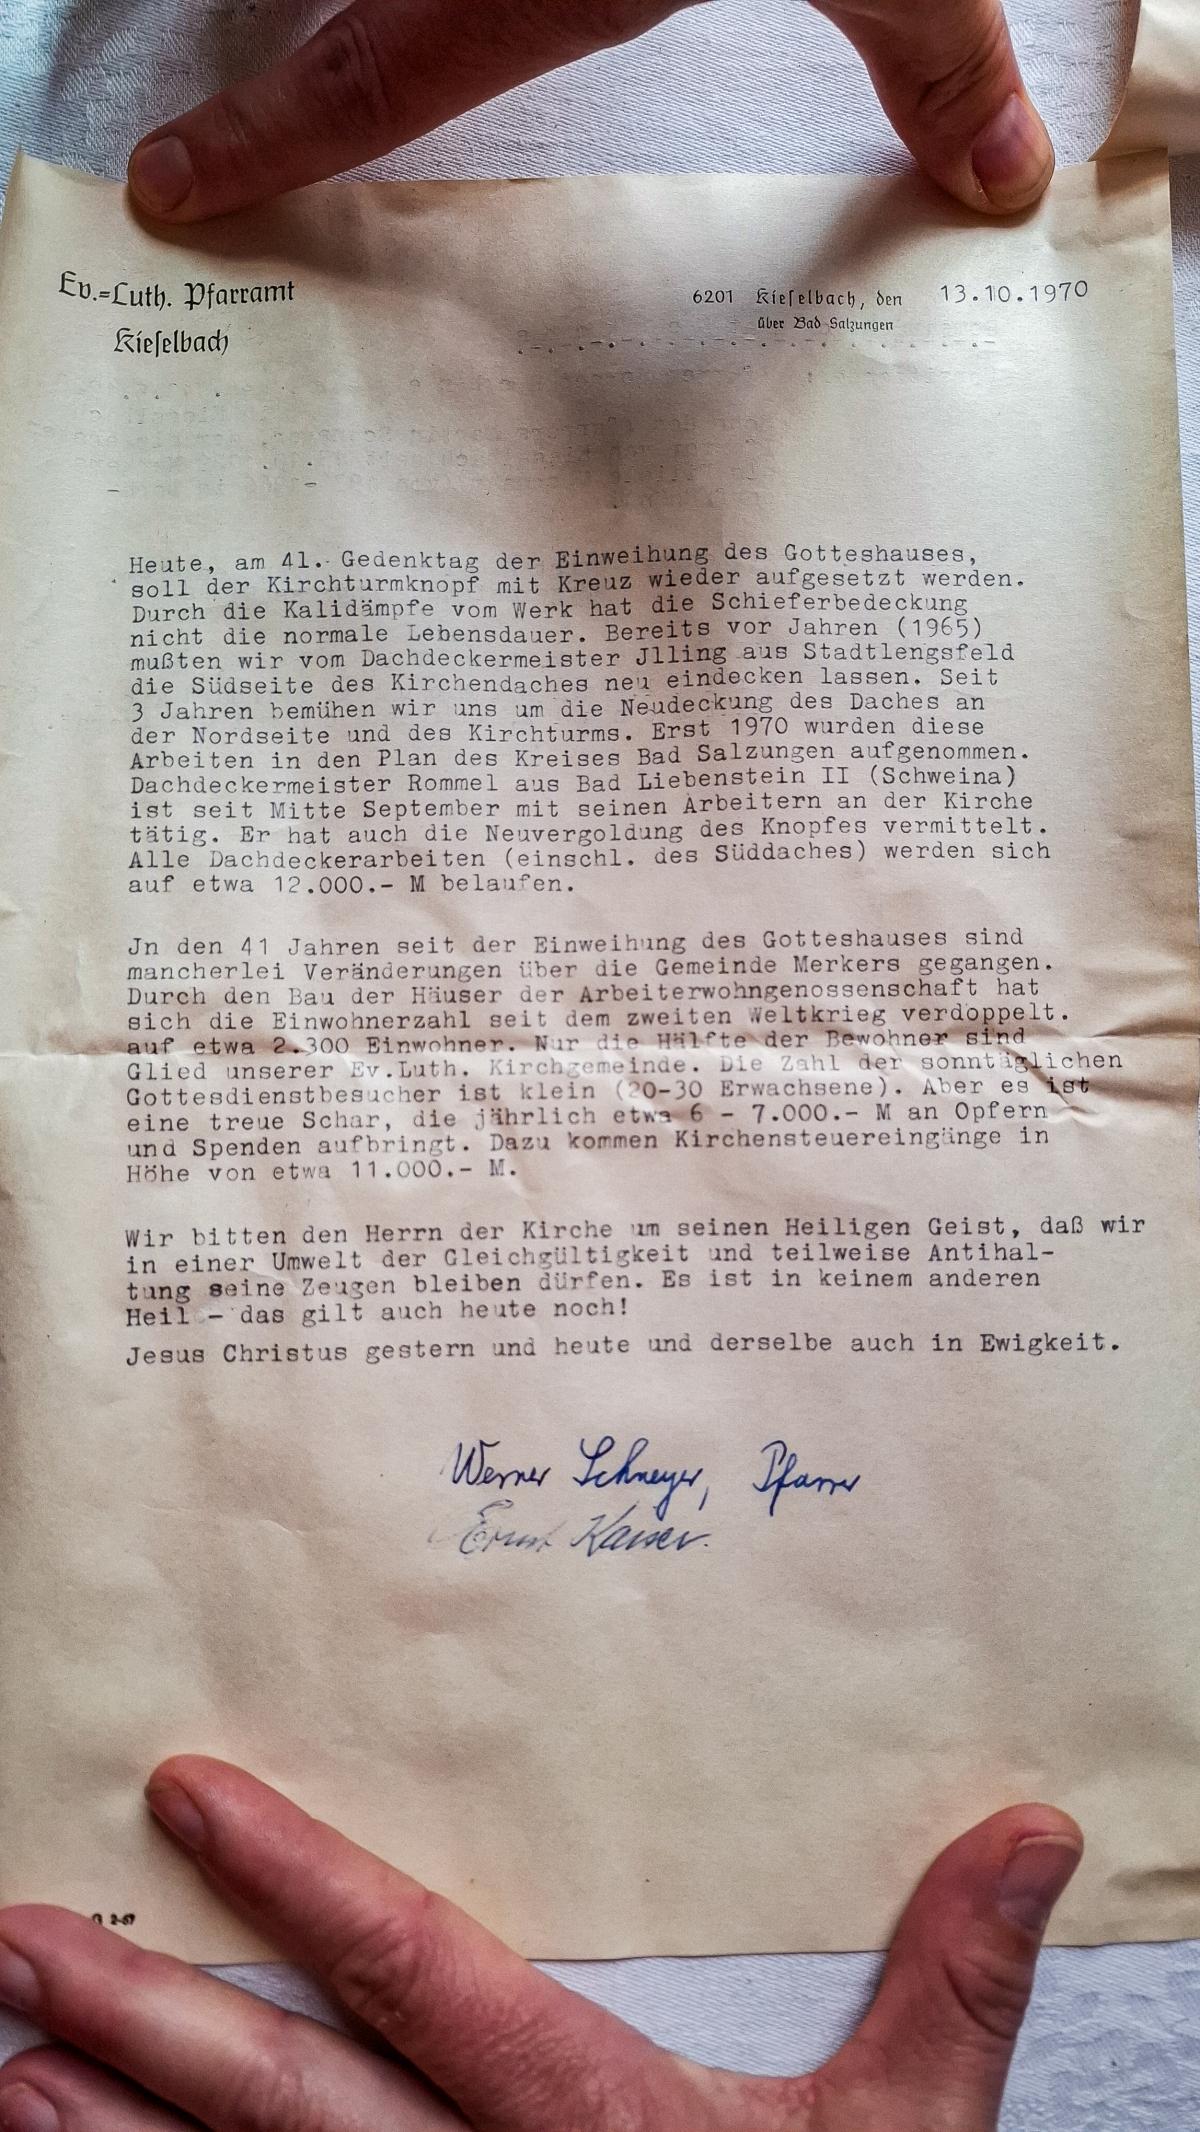 Ev.=Luth. Pfarramt
Kieselbach
6201 Kieselbach, den 13.10.1970
über Bad Salzungen
Heute, am 41. Gedenktag der Einweihung des Gotteshauses,
soll der Kirchturmknopf mit Kreuz wieder aufgesetzt werden.
Durch die Kalidämpfe vom Werk hat die Schieferbedeckung
nicht die normale Lebensdauer. Bereits vor Jahren (1965)
mußten wir vom Dachdeckermeister Jlling aus Stadtlengsfeld
die Südseite des Kirchendaches neu eindecken lassen. Seit
3 Jahren bemühen wir uns um die Neudeckung des Daches an
der Nordseite und des Kirchturms. Erst 1970 wurden diese
Arbeiten in den Plan des Kreises Bad Salzungen aufgenommen.
Dachdeckermeister Rommel aus Bad Liebenstein II (Schweina)
ist seit Mitte September mit seinen Arbeitern an der Kirche
tätig. Er hat auch die Neuvergoldung des Knopfes vermittelt.
Alle Dachdeckerarbeiten (einschl. des Süddaches) werden sich
auf etwa 12.000.- M belaufen.
Jn den 41 Jahren seit der Einweihung des Gotteshauses sind
mancherlei Veränderungen über die Gemeinde Merkers gegangen.
Durch den Bau der Häuser der Arbeiterwohngenossenschaft hat
sich die Einwohnerzahl seit dem zweiten Weltkrieg verdoppelt.
auf etwa 2.300 Einwohner. Nur die Hälfte der Bewohner sind
Glied unserer Ev.Luth. Kirchgemeinde. Die Zahl der sonntäglichen
Gottesdienstbesucher ist klein (20-30 Erwachsene). Aber es ist
eine treue Schar, die jährlich etwa 6 - 7.000.- M an Opfern
und Spenden aufbringt. Dazu kommen Kirchensteuereingänge in
Höhe von etwa 11.000.- M.
Wir bitten den Herrn der Kirche um seinen Heiligen Geist, daß wir
in einer Umwelt der Gleichgültigkeit und teilweise Antihal-
tung seine Zeugen bleiben dürfen. Es ist in keinem anderen
Heil - das gilt auch heute noch!
Jesus Christus gestern und heute und derselbe auch in Ewigkeit.
Werner Schneyer, Pfarrer
Ernst Kaiser.
2-67